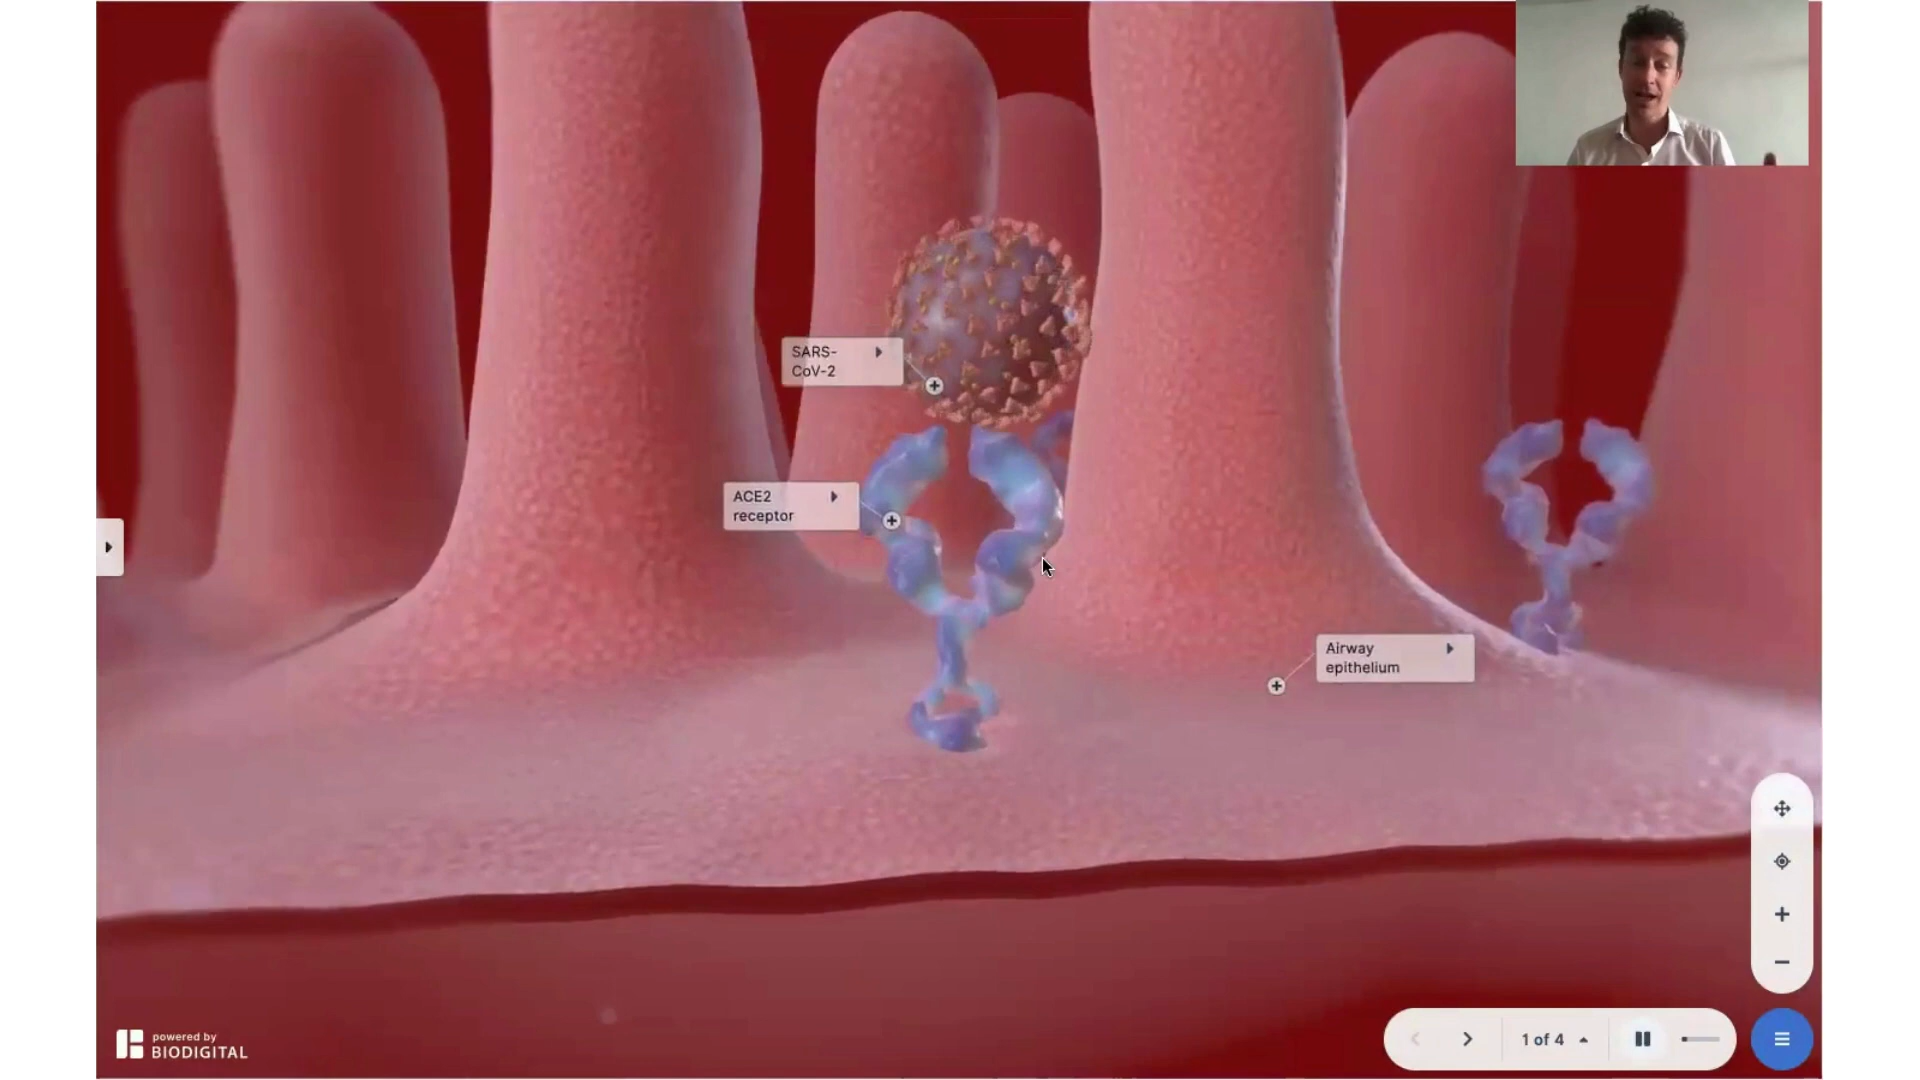 SARS-
CoV-2
ACE2
receptor
Airway
epithelium
powered by
BIODIGITAL
1 of 4